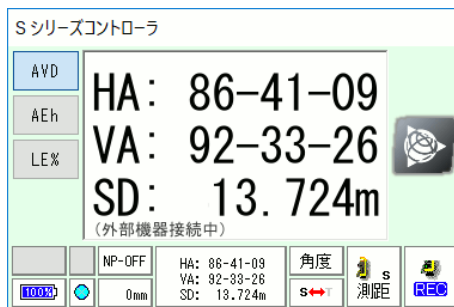 Sシリーズコントローラ
AVD
AEh
LE%
HA: 86-41-09
VA: 92-33-26
SD: 13.724m
(外部機器接続中)
NP-OFF
0mm
HA: 86-41-09
VA: 92-33-26
SD: 13.724m
角度
S↔T
S
測距
REC
100%